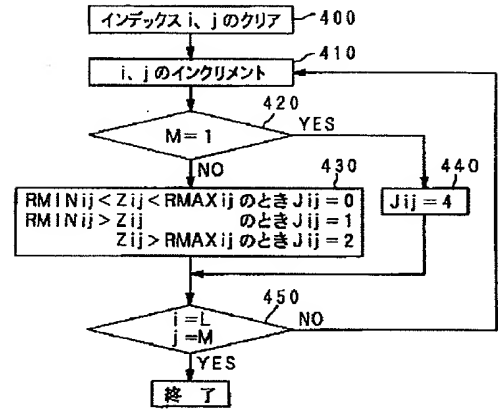 インデックスi、jのクリア
400
410
i、jのインクリメント
420
M=1
YES
NO
430
440
RMINij<Zij<RMAXijのときJij=0
RMINij>Zij のときJij=1
Zij>RMAXijのときJij=2
Jij=4
450
i=L
j=M
NO
YES
終了